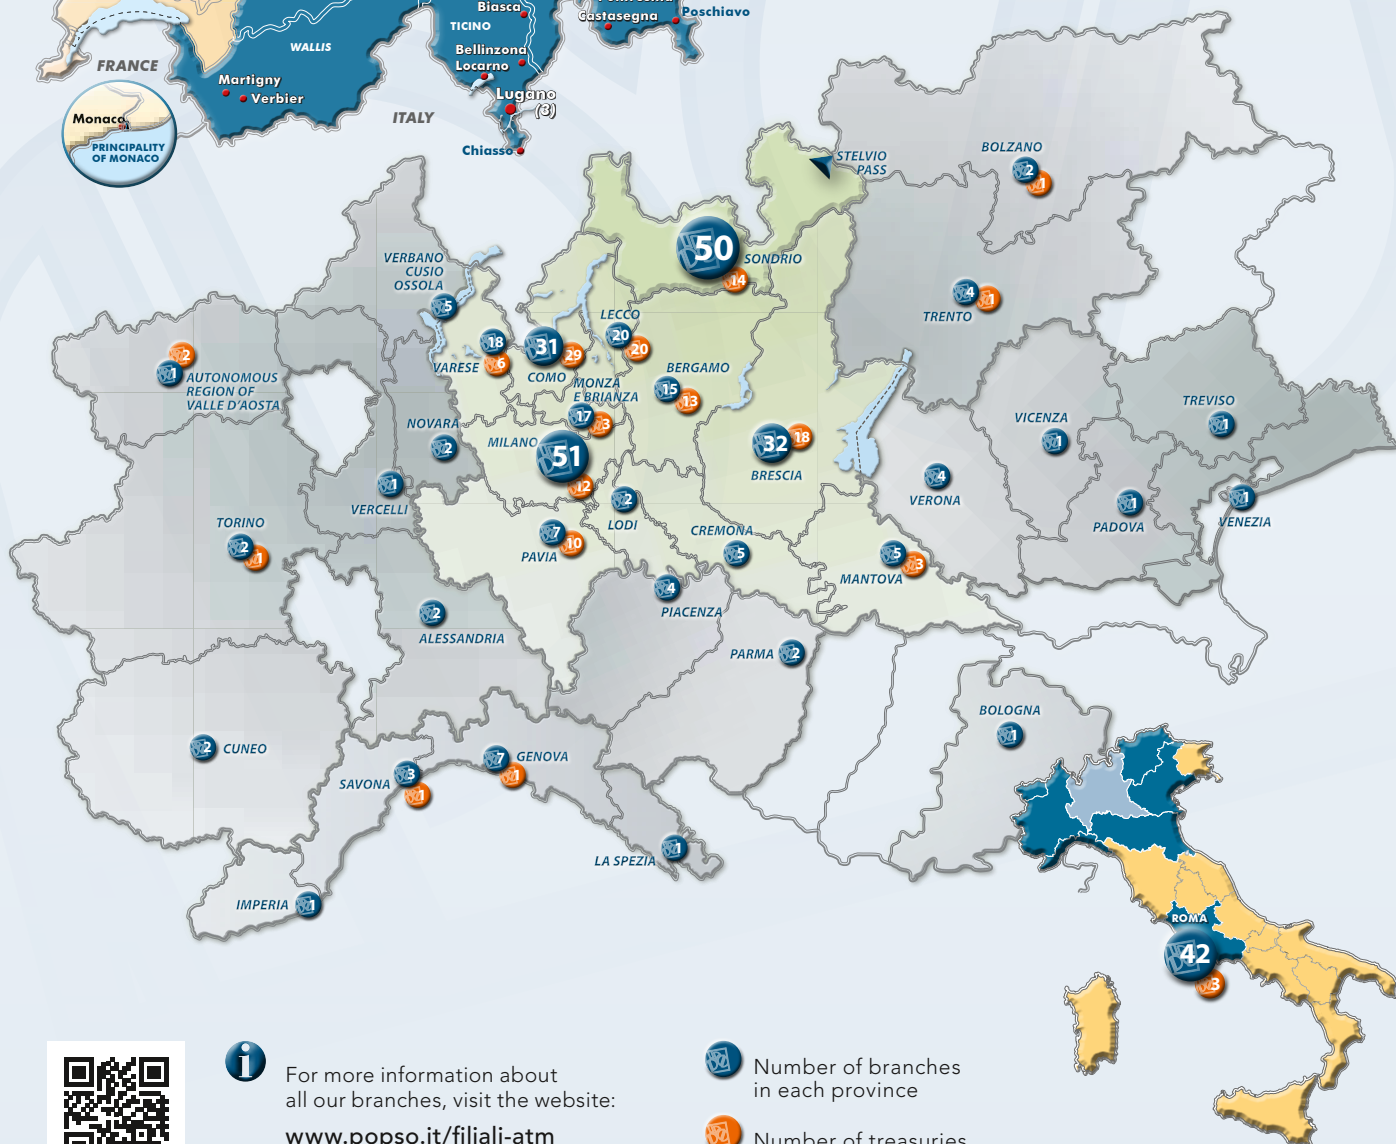 Biasca
TICINO
Castasegna
Poschiavo
WALLIS
Bellinzona
Locarno
FRANCE
Martigny
Verbier
Lugano
(3)
ITALY
Monaco
PRINCIPALITY
OF MONACO
Chiasso
STELVIO
PASS
BOLZANO
2
1
50
SONDRIO
14
VERBANO
CUSIO
OSSOLA
5
4
1
TRENTO
LECCO
20
20
18
VARESE
6
31
COMO
29
2
1
AUTONOMOUS
REGION OF
VALLE D'AOSTA
MONZA
E BRIANZA
17
3
BERGAMO
15
13
NOVARA
2
MILANO
51
12
32
18
BRESCIA
VICENZA
1
TREVISO
1
4
VERONA
1
PADOVA
1
VENEZIA
1
VERCELLI
2
LODI
TORINO
2
1
7
PAVIA
10
CREMONA
5
5
MANTOVA
3
4
PIACENZA
2
ALESSANDRIA
PARMA
2
BOLOGNA
1
2
CUNEO
7
GENOVA
1
SAVONA
3
1
LA SPEZIA
1
IMPERIA
1
ROMA
42
3
i
For more information about
all our branches, visit the website:
www.popso.it/filiali-atm
Number of branches
in each province
Number of treasuries